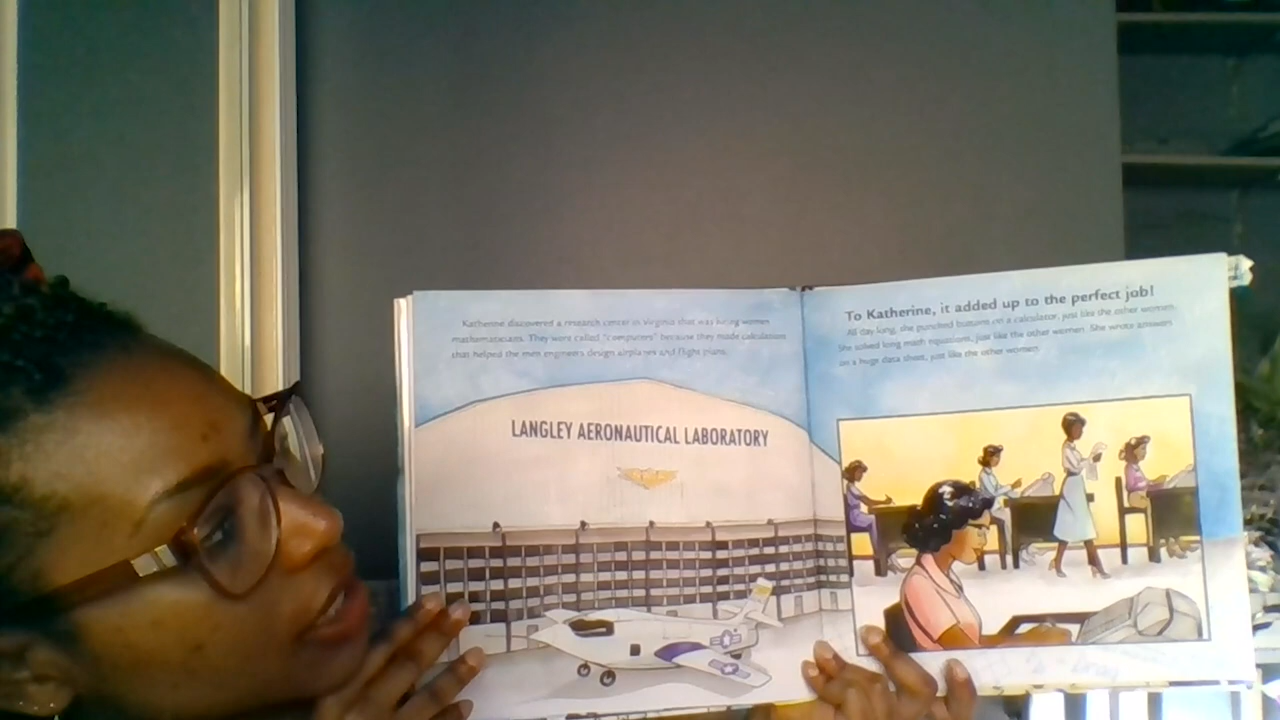 Katherine discovered a research center in Virginia that was hiring women
mathematicians. They were called "computers" because they made calculations
that helped the men engineers design airplanes and flight plans.
LANGLEY AERONAUTICAL LABORATORY
To Katherine, it added up to the perfect job!
All day long, she punched buttons on a calculator, just like the other women.
She solved long math equations, just like the other women. She wrote answers
on a huge data sheet, just like the other women.